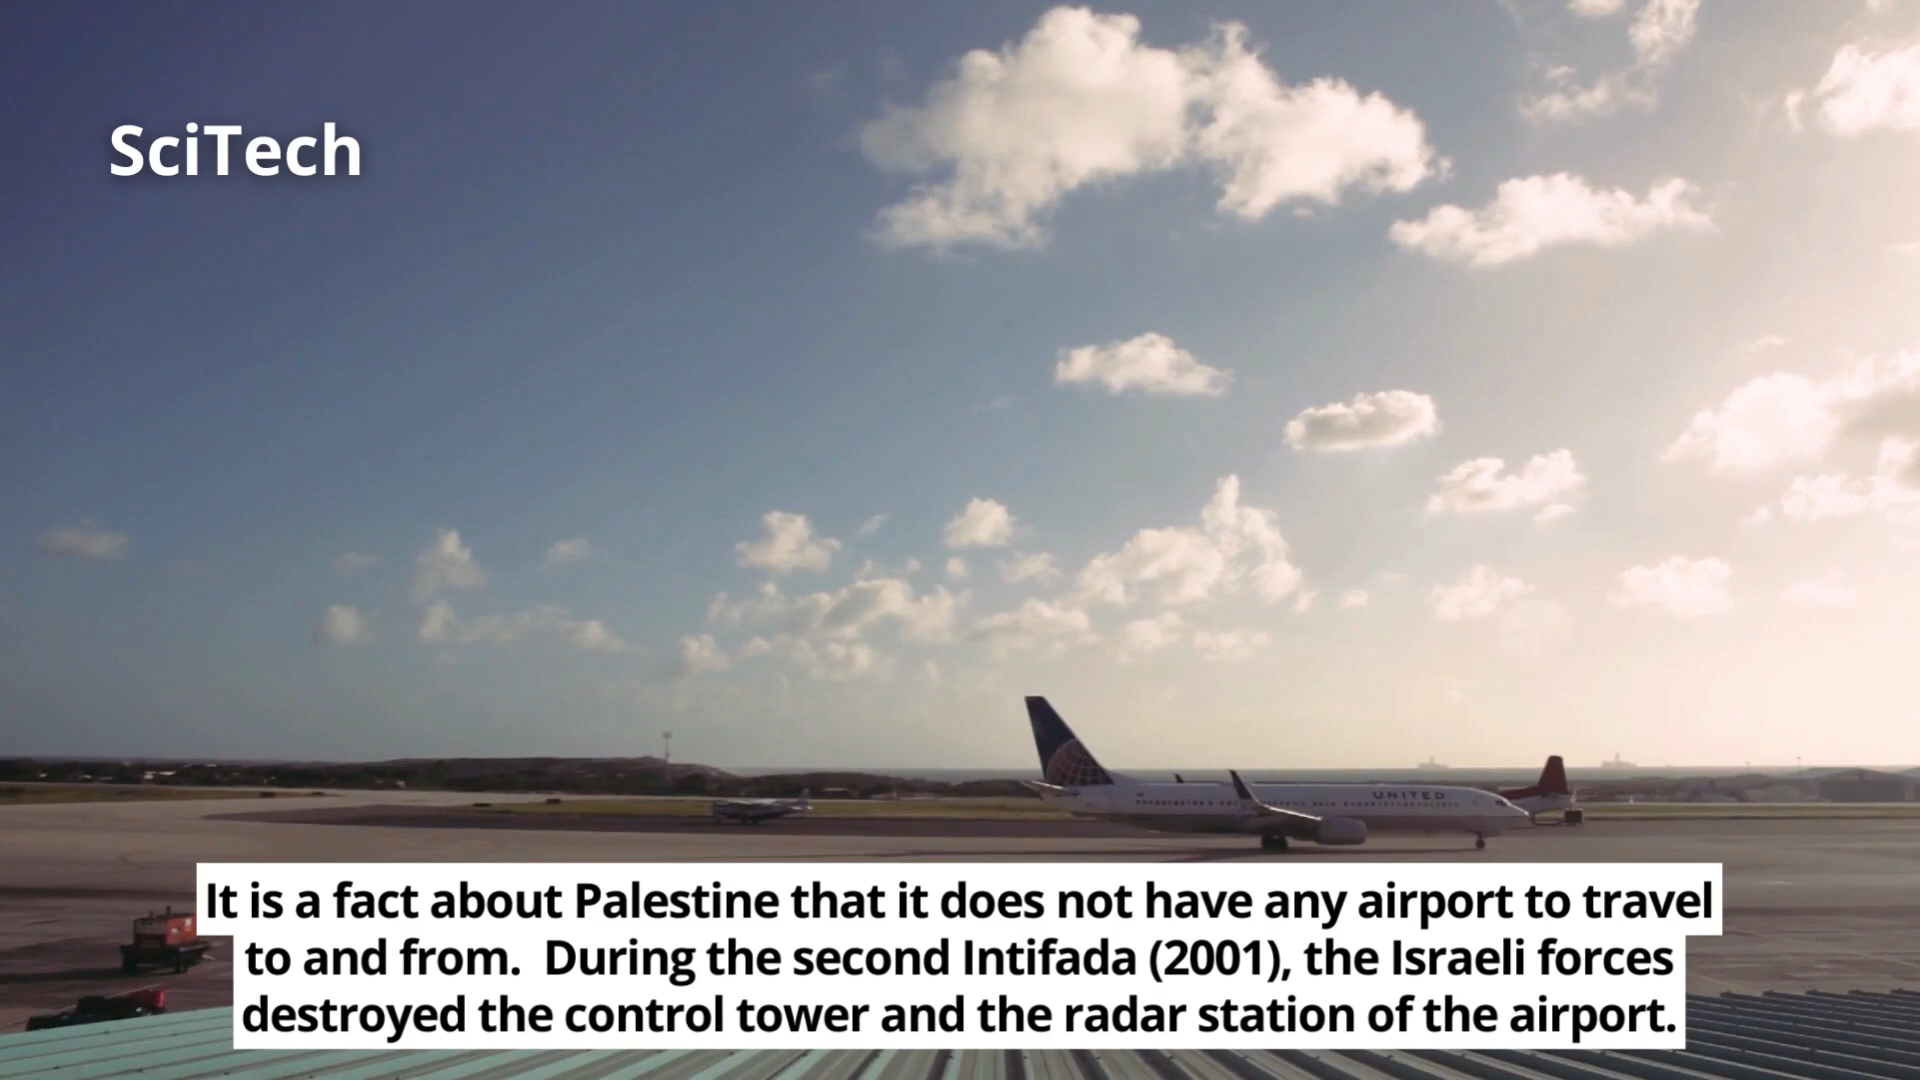 SciTech
UNITED
It is a fact about Palestine that it does not have any airport to travel
to and from.  During the second Intifada (2001), the Israeli forces
destroyed the control tower and the radar station of the airport.